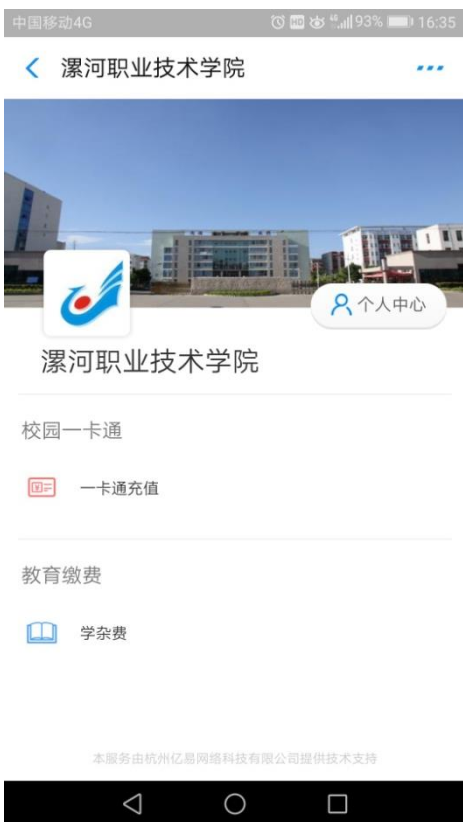 中国移动4G HD 4G 93% 16:35
漯河职业技术学院
个人中心
漯河职业技术学院
校园一卡通
一卡通充值
教育缴费
学杂费
本服务由杭州亿易网络科技有限公司提供技术支持